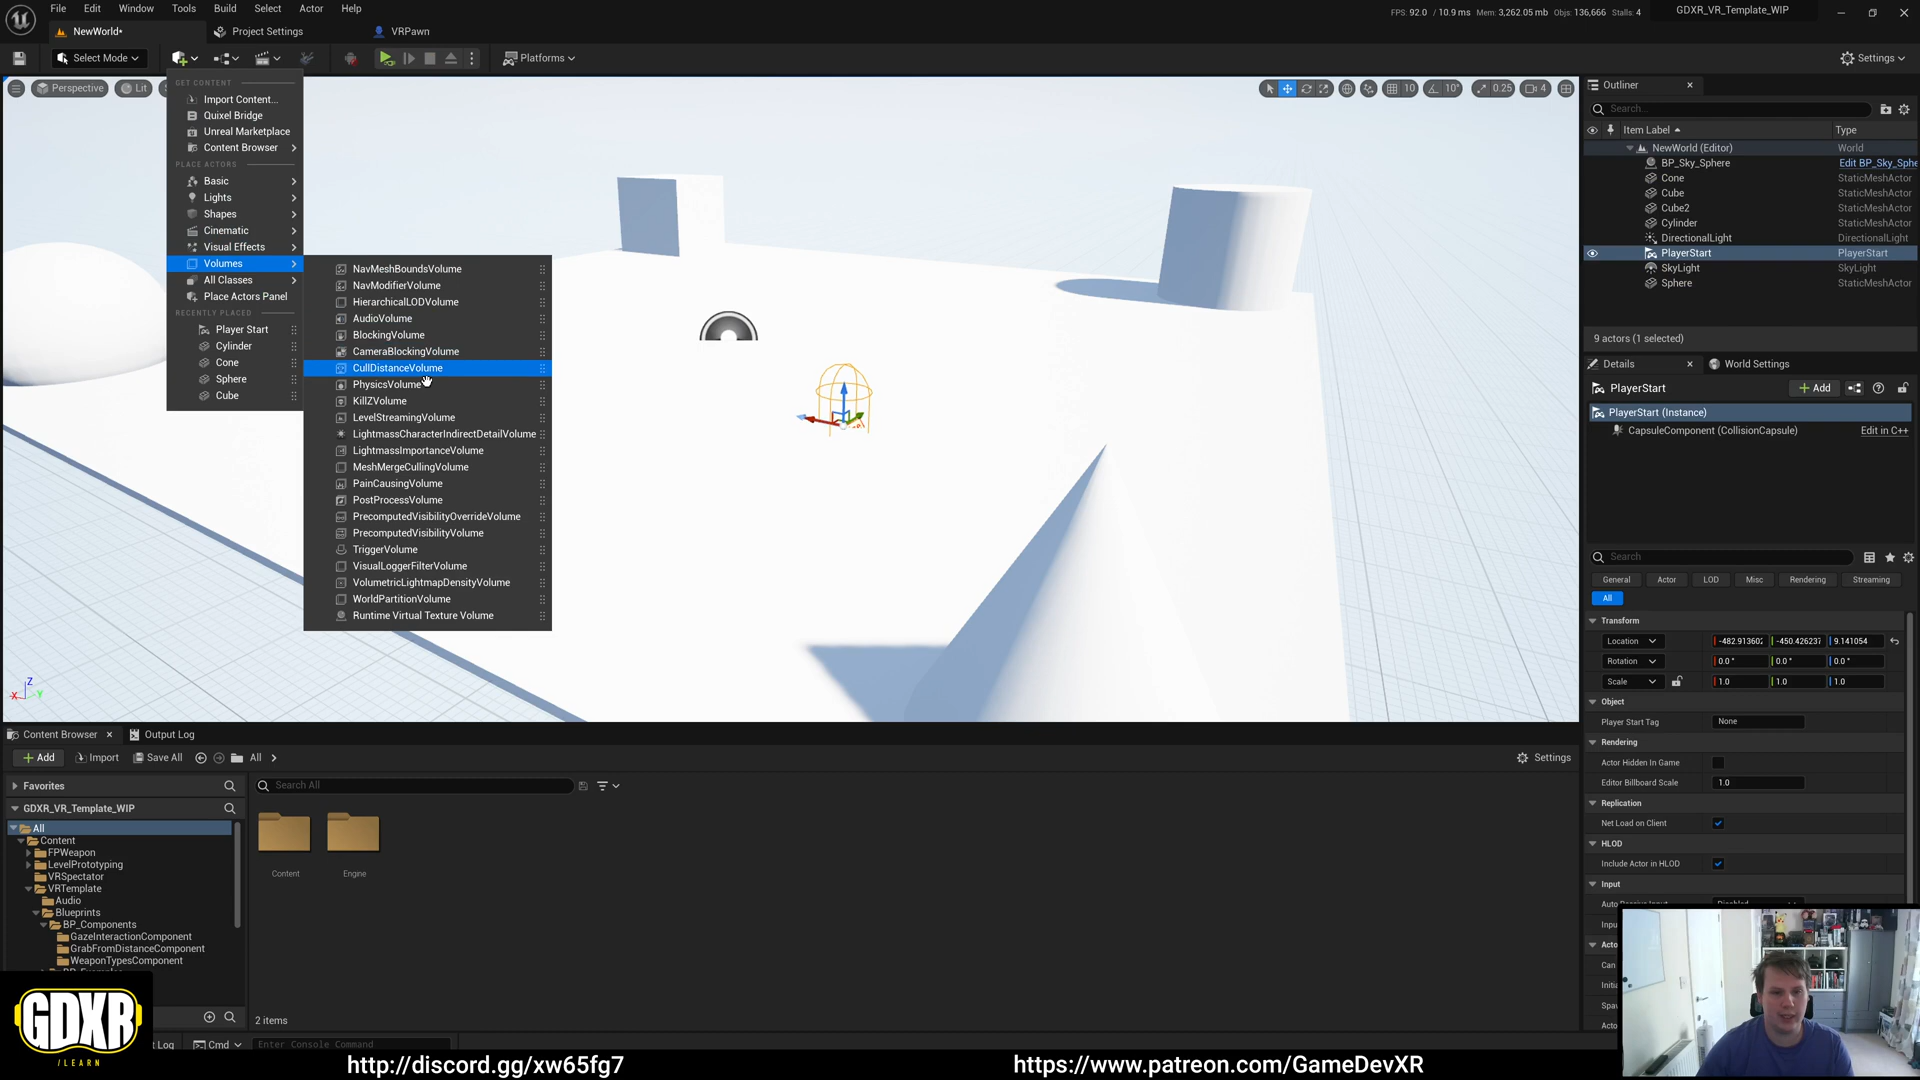 File Edit Window Tools Build Select Actor Help
FPS: 92.0 / 10.9 ms Mem: 3,262.05 mb Objs: 136,666 Stalls: 4
GDXR_VR_Template_WIP
NewWorld*
Project Settings
VRPawn
Select Mode
Platforms
Settings
Perspective
Lit
10
10°
0.25
4
GET CONTENT
Import Content...
Quixel Bridge
Unreal Marketplace
Content Browser
PLACE ACTORS
Basic
Lights
Shapes
Cinematic
Visual Effects
Volumes
All Classes
Place Actors Panel
RECENTLY PLACED
Player Start
Cylinder
Cone
Sphere
Cube
NavMeshBoundsVolume
NavModifierVolume
HierarchicalLODVolume
AudioVolume
BlockingVolume
CameraBlockingVolume
CullDistanceVolume
PhysicsVolume
KillZVolume
LevelStreamingVolume
LightmassCharacterIndirectDetailVolume
LightmassImportanceVolume
MeshMergeCullingVolume
PainCausingVolume
PostProcessVolume
PrecomputedVisibilityOverrideVolume
PrecomputedVisibilityVolume
TriggerVolume
VisualLoggerFilterVolume
VolumetricLightmapDensityVolume
WorldPartitionVolume
Runtime Virtual Texture Volume
Z
X
Y
Outliner
Search...
Item Label Type
NewWorld (Editor) World
BP_Sky_Sphere Edit BP_Sky_Sphe
Cone StaticMeshActor
Cube StaticMeshActor
Cube2 StaticMeshActor
Cylinder StaticMeshActor
DirectionalLight DirectionalLight
PlayerStart PlayerStart
SkyLight SkyLight
Sphere StaticMeshActor
9 actors (1 selected)
Details
World Settings
PlayerStart
Add
PlayerStart (Instance)
CapsuleComponent (CollisionCapsule) Edit in C++
Search
General Actor LOD Misc Rendering Streaming
All
Transform
Location -482.913602 -450.426237 9.141054
Rotation 0.0° 0.0° 0.0°
Scale 1.0 1.0 1.0
Object
Player Start Tag None
Rendering
Actor Hidden In Game
Editor Billboard Scale 1.0
Replication
Net Load on Client
HLOD
Include Actor in HLOD
Input
Inpu
Acto
Can
Initia
Spav
Acto
Content Browser
Output Log
Add Import Save All All
Settings
Favorites
Search All
GDXR_VR_Template_WIP
All
Content
FPWeapon
LevelPrototyping
VRSpectator
VRTemplate
Audio
Blueprints
BP_Components
GazeInteractionComponent
GrabFromDistanceComponent
WeaponTypesComponent
Content
Engine
2 items
Log
Cmd
Enter Console Command
GDXR
/LEARN
http://discord.gg/xw65fg7
https://www.patreon.com/GameDevXR